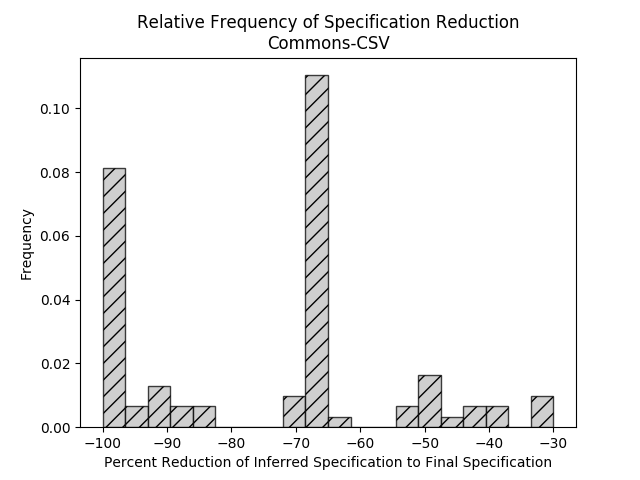 Relative Frequency of Specification Reduction
Commons-CSV
0.10
0.08
0.06
0.04
0.02
0.00
Frequency
−100 −90 −80 −70 −60 −50 −40 −30
Percent Reduction of Inferred Specification to Final Specification